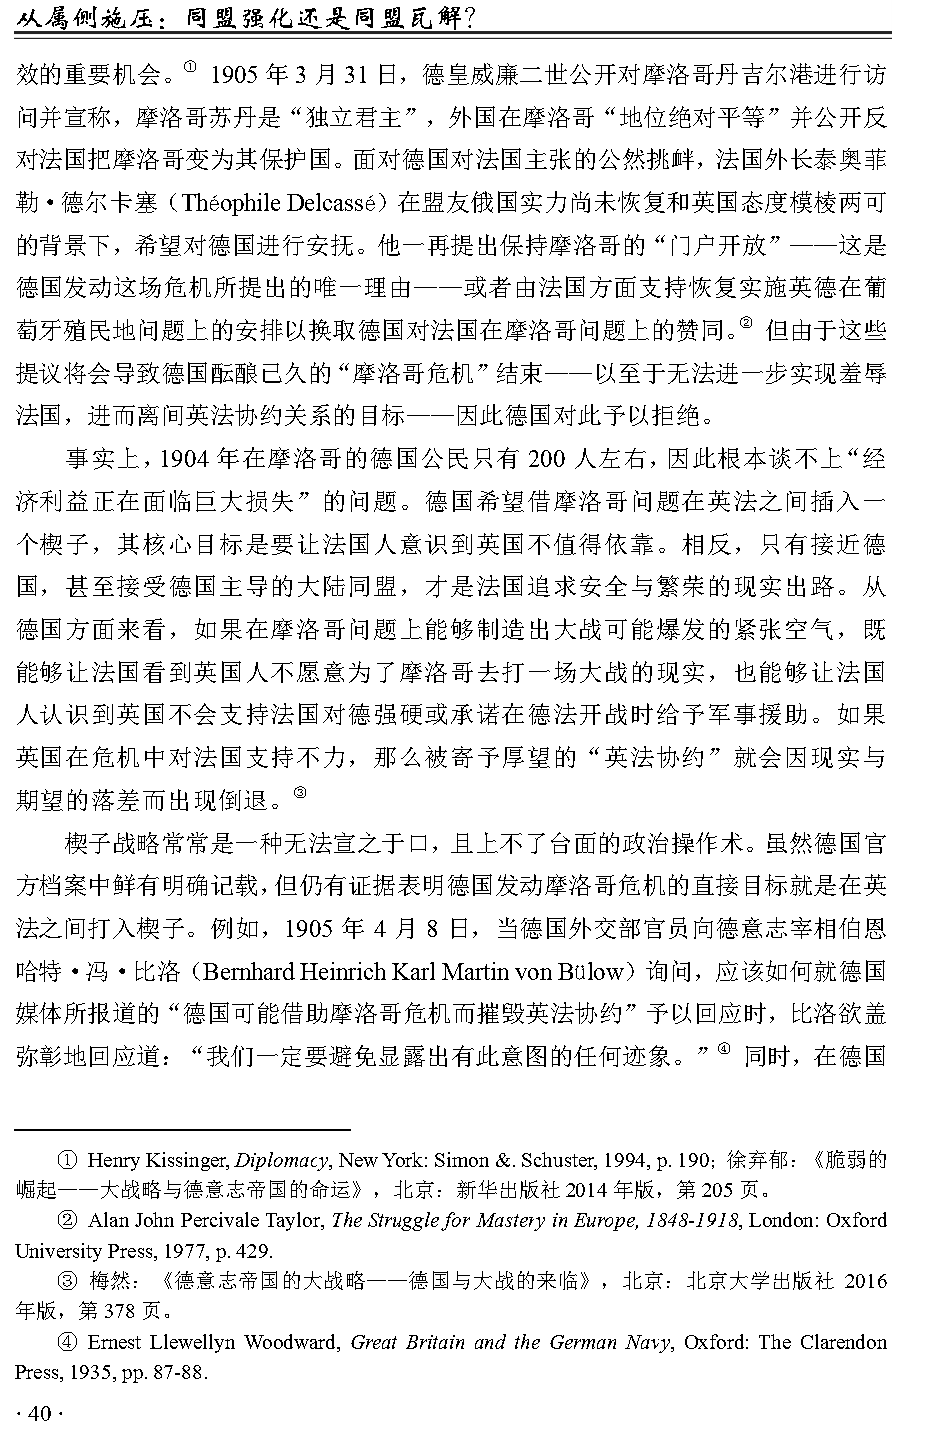 从属侧施压：同盟强化还是同盟瓦解？
效的重要机会。① 1905 年 3 月 31 日，德皇威廉二世公开对摩洛哥丹吉尔港进行访
问并宣称，摩洛哥苏丹是“独立君主”，外国在摩洛哥“地位绝对平等”并公开反
对法国把摩洛哥变为其保护国。面对德国对法国主张的公然挑衅，法国外长泰奥菲
勒·德尔卡塞（Théophile Delcassé）在盟友俄国实力尚未恢复和英国态度模棱两可
的背景下，希望对德国进行安抚。他一再提出保持摩洛哥的“门户开放”——这是
德国发动这场危机所提出的唯一理由——或者由法国方面支持恢复实施英德在葡
萄牙殖民地问题上的安排以换取德国对法国在摩洛哥问题上的赞同。② 但由于这些
提议将会导致德国酝酿已久的“摩洛哥危机”结束——以至于无法进一步实现羞辱
法国，进而离间英法协约关系的目标——因此德国对此予以拒绝。
事实上，1904 年在摩洛哥的德国公民只有 200 人左右，因此根本谈不上“经
济利益正在面临巨大损失”的问题。德国希望借摩洛哥问题在英法之间插入一
个楔子，其核心目标是要让法国人意识到英国不值得依靠。相反，只有接近德
国，甚至接受德国主导的大陆同盟，才是法国追求安全与繁荣的现实出路。从
德国方面来看，如果在摩洛哥问题上能够制造出大战可能爆发的紧张空气，既
能够让法国看到英国人不愿意为了摩洛哥去打一场大战的现实，也能够让法国
人认识到英国不会支持法国对德强硬或承诺在德法开战时给予军事援助。如果
英国在危机中对法国支持不力，那么被寄予厚望的“英法协约”就会因现实与
期望的落差而出现倒退。③
楔子战略常常是一种无法宣之于口，且上不了台面的政治操作术。虽然德国官
方档案中鲜有明确记载，但仍有证据表明德国发动摩洛哥危机的直接目标就是在英
法之间打入楔子。例如，1905 年 4 月 8 日，当德国外交部官员向德意志宰相伯恩
哈特·冯·比洛（Bernhard Heinrich Karl Martin von Bülow）询问，应该如何就德国
媒体所报道的“德国可能借助摩洛哥危机而摧毁英法协约”予以回应时，比洛欲盖
弥彰地回应道：“我们一定要避免显露出有此意图的任何迹象。”④ 同时，在德国
① Henry Kissinger, Diplomacy, New York: Simon &. Schuster, 1994, p. 190；徐弃郁：《脆弱的
崛起——大战略与德意志帝国的命运》，北京：新华出版社 2014 年版，第 205 页。
② Alan John Percivale Taylor, The Struggle for Mastery in Europe, 1848-1918, London: Oxford
University Press, 1977, p. 429.
③ 梅然：《德意志帝国的大战略——德国与大战的来临》，北京：北京大学出版社 2016
年版，第 378 页。
④ Ernest Llewellyn Woodward, Great Britain and the German Navy, Oxford: The Clarendon
Press, 1935, pp. 87-88.
· 40 ·